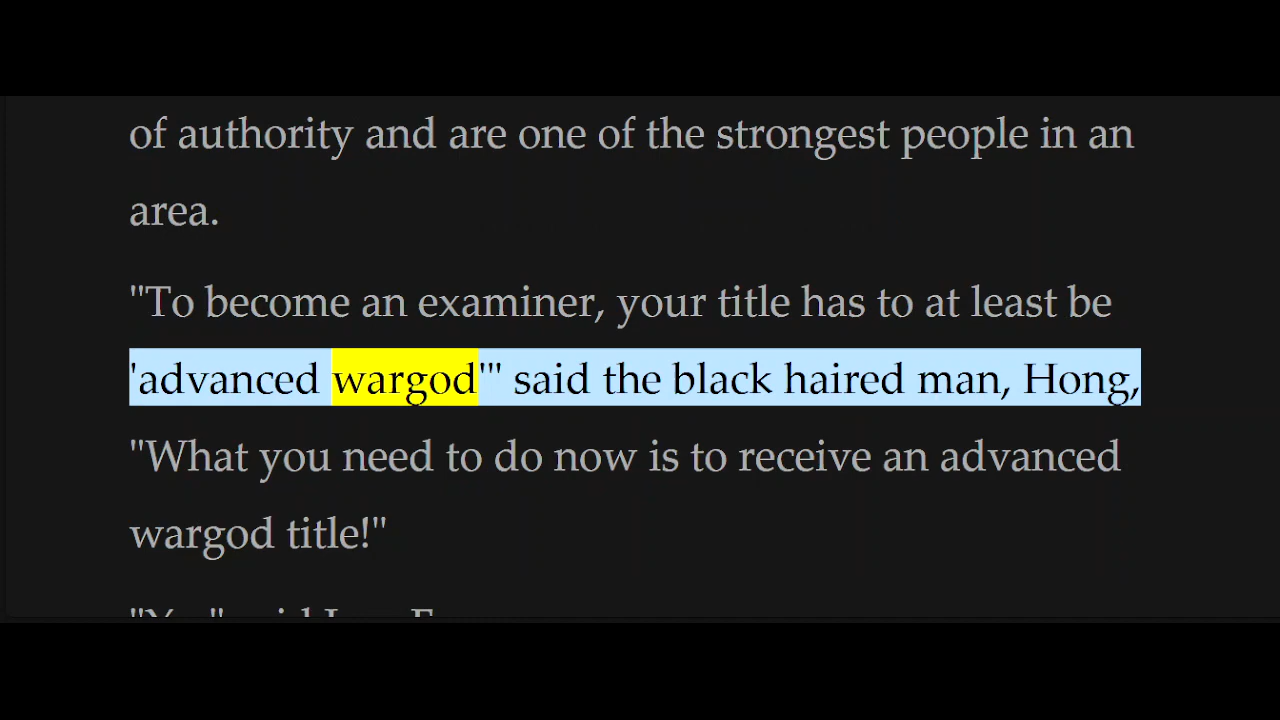 of authority and are one of the strongest people in an
area.
"To become an examiner, your title has to at least be
'advanced wargod'" said the black haired man, Hong,
"What you need to do now is to receive an advanced
wargod title!"